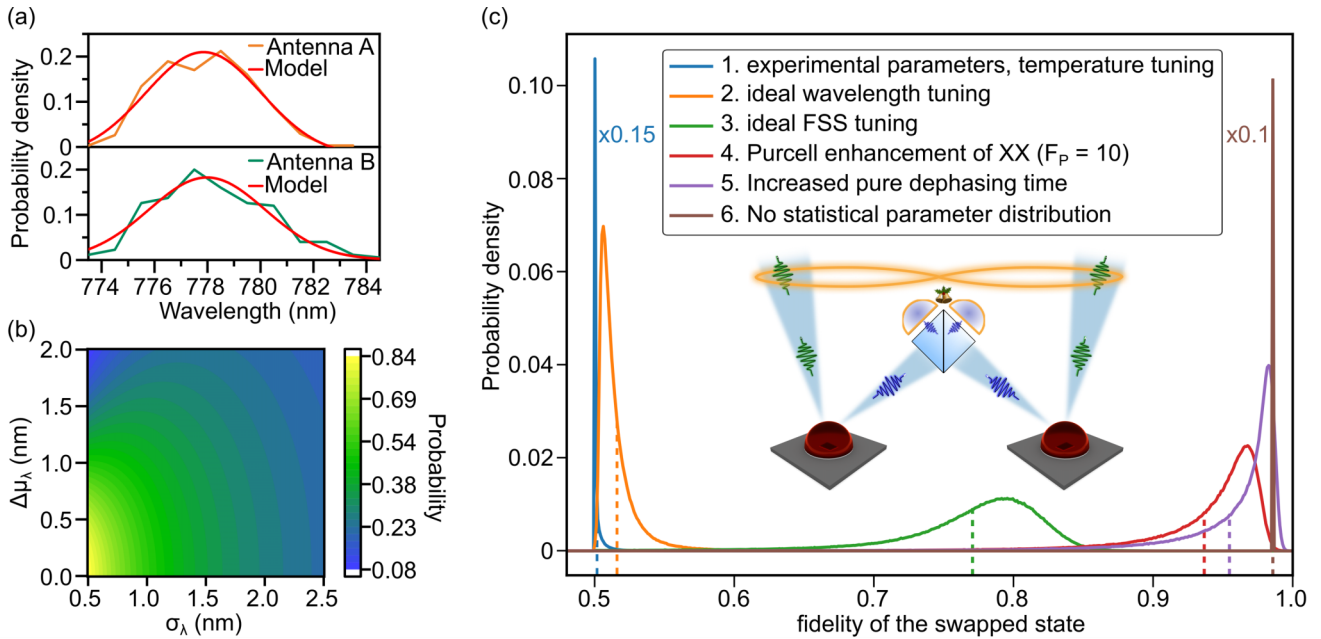 (a)
Probability density
0.2
0.1
0
Antenna A
Model
0.2
0.1
0
Antenna B
Model
774 776 778 780 782 784
Wavelength (nm)
(b)
Δμλ (nm)
2.0
1.5
1.0
0.5
0.0
0.5 1.0 1.5 2.0 2.5
σλ (nm)
0.84
0.69
0.54
0.38
0.23
0.08
Probability
(c)
Probability density
0.10
0.08
0.06
0.04
0.02
0
x0.15
1. experimental parameters, temperature tuning
2. ideal wavelength tuning
3. ideal FSS tuning
4. Purcell enhancement of XX (FP = 10)
5. Increased pure dephasing time
6. No statistical parameter distribution
x0.1
0.5 0.6 0.7 0.8 0.9 1.0
fidelity of the swapped state